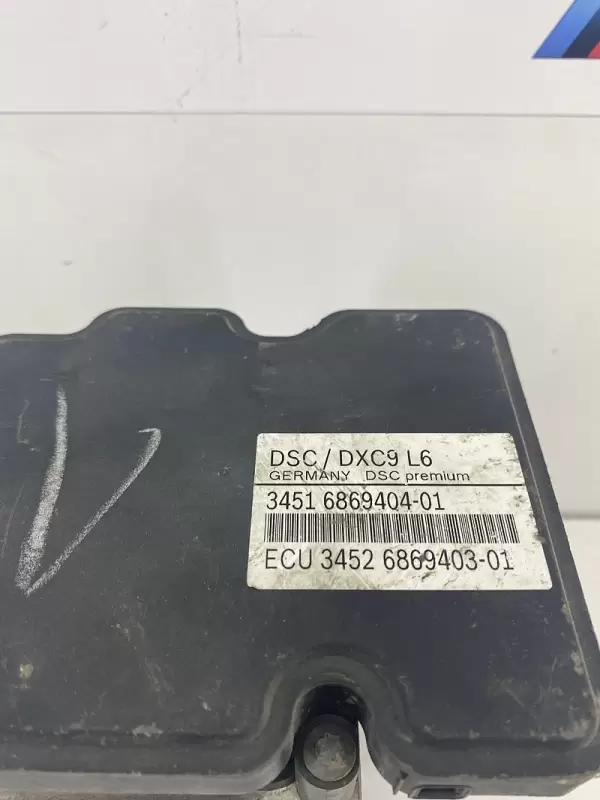 DSC/DXC9 L6
GERMANY DSC premium
3451 6869404-01
ECU 3452 6869403-01